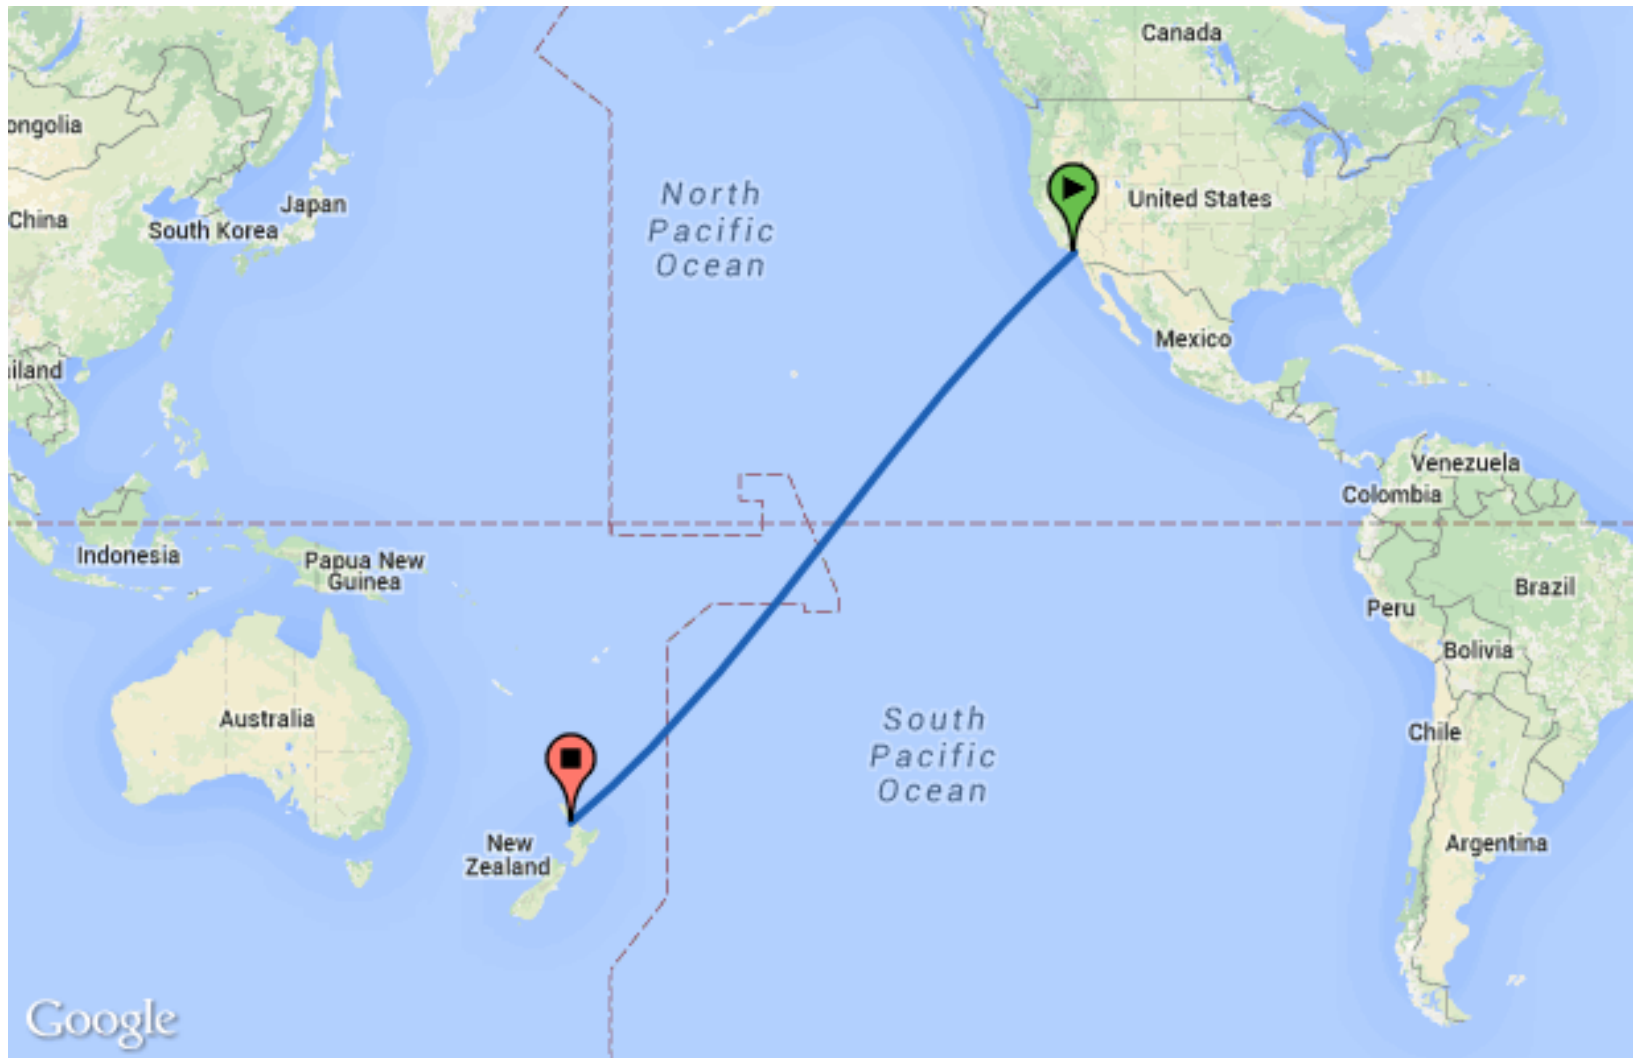 Canada
ongolia
North
Pacific
Ocean
United States
Japan
China
South Korea
Mexico
iland
Venezuela
Colombia
Indonesia
Papua New
Guinea
Brazil
Peru
Bolivia
Australia
South
Pacific
Ocean
Chile
New
Zealand
Argentina
Google